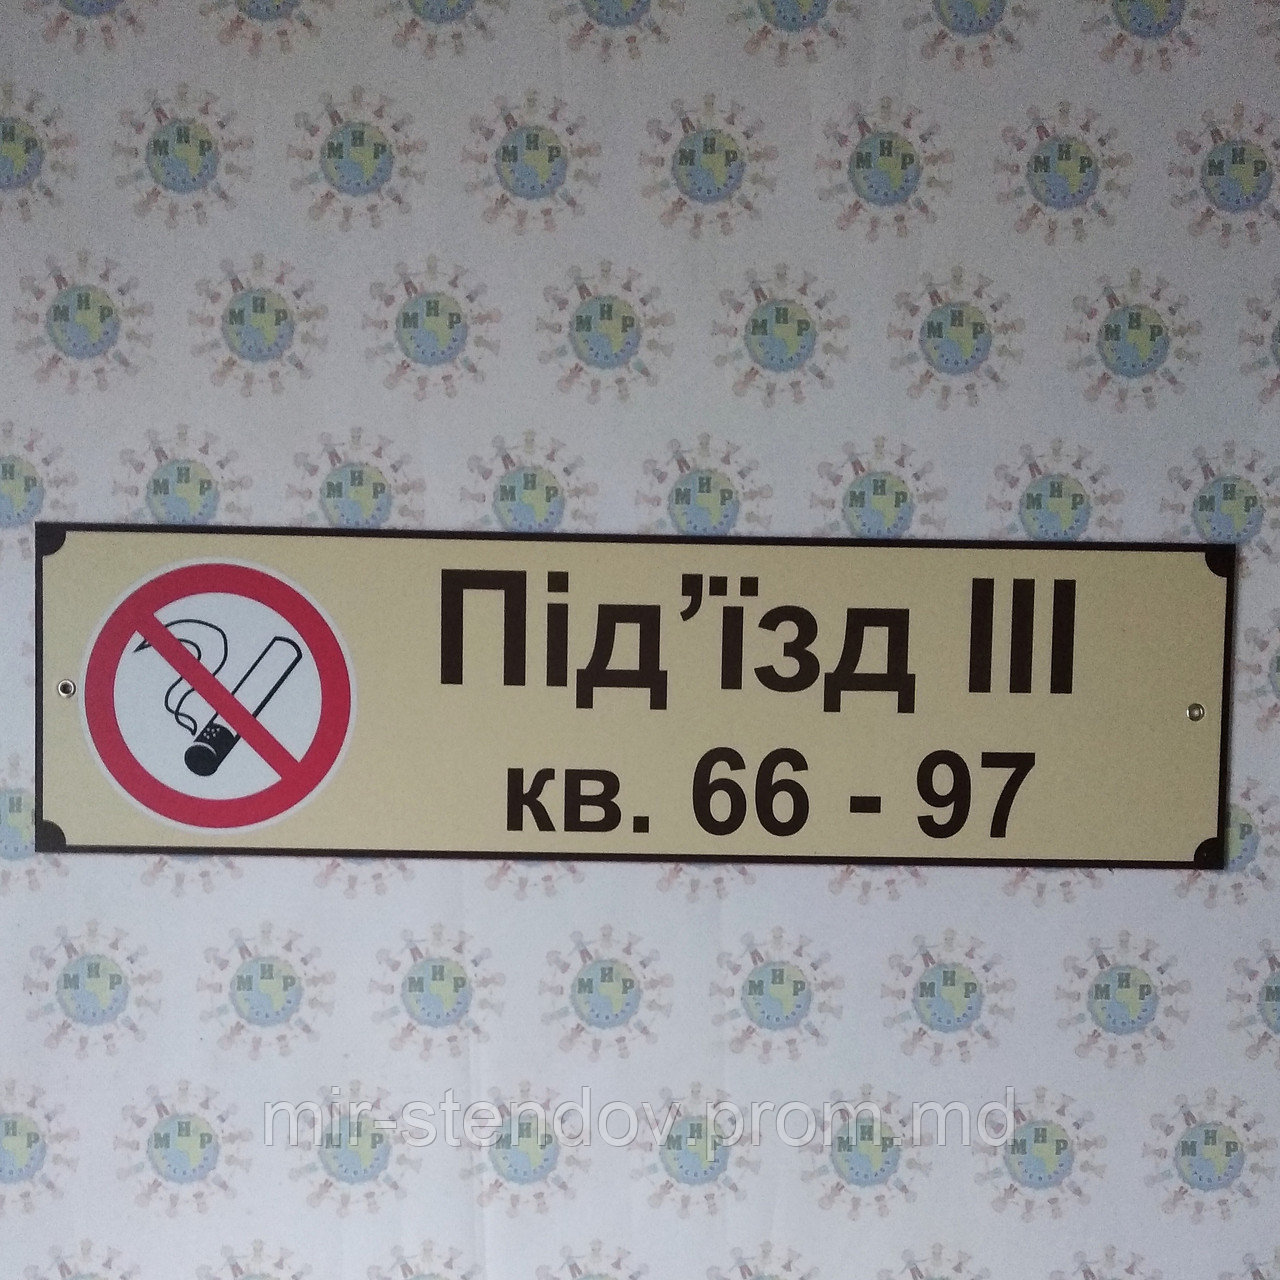 Під’їзд III
кв. 66 - 97
mir-stendov.prom.md